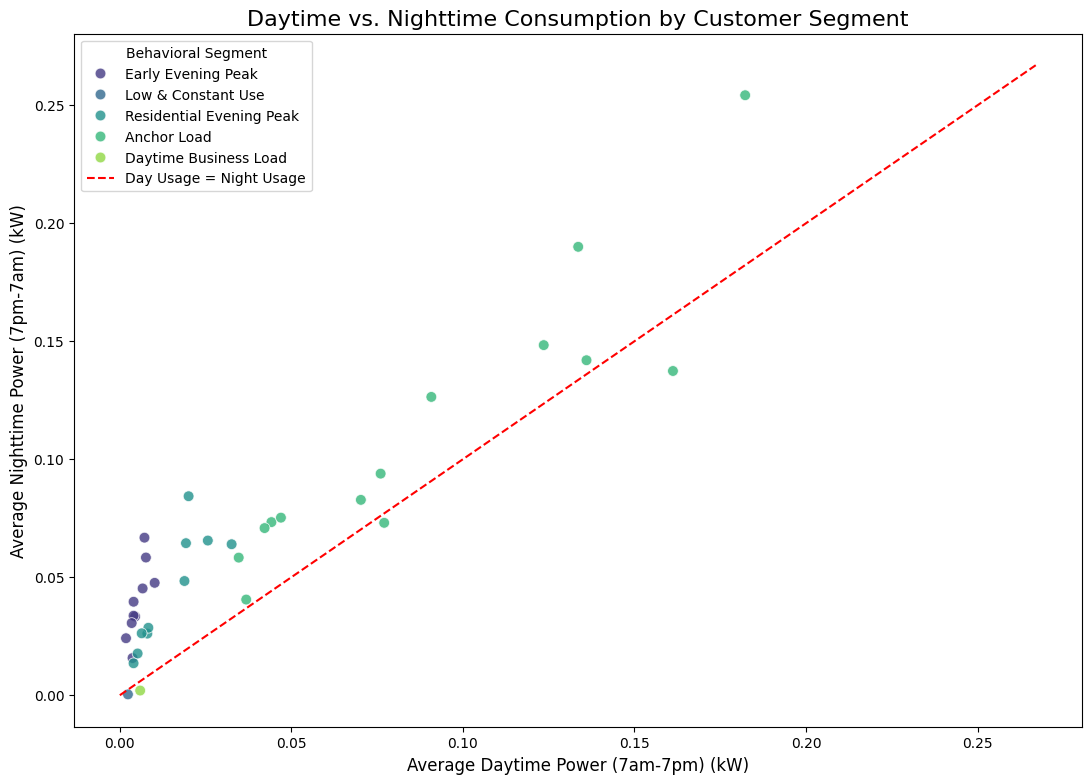 Daytime vs. Nighttime Consumption by Customer Segment
Behavioral Segment
Early Evening Peak
Low & Constant Use
Residential Evening Peak
Anchor Load
Daytime Business Load
Day Usage = Night Usage
Average Nighttime Power (7pm-7am) (kW)
0.25
0.20
0.15
0.10
0.05
0.00
0.00 0.05 0.10 0.15 0.20 0.25
Average Daytime Power (7am-7pm) (kW)